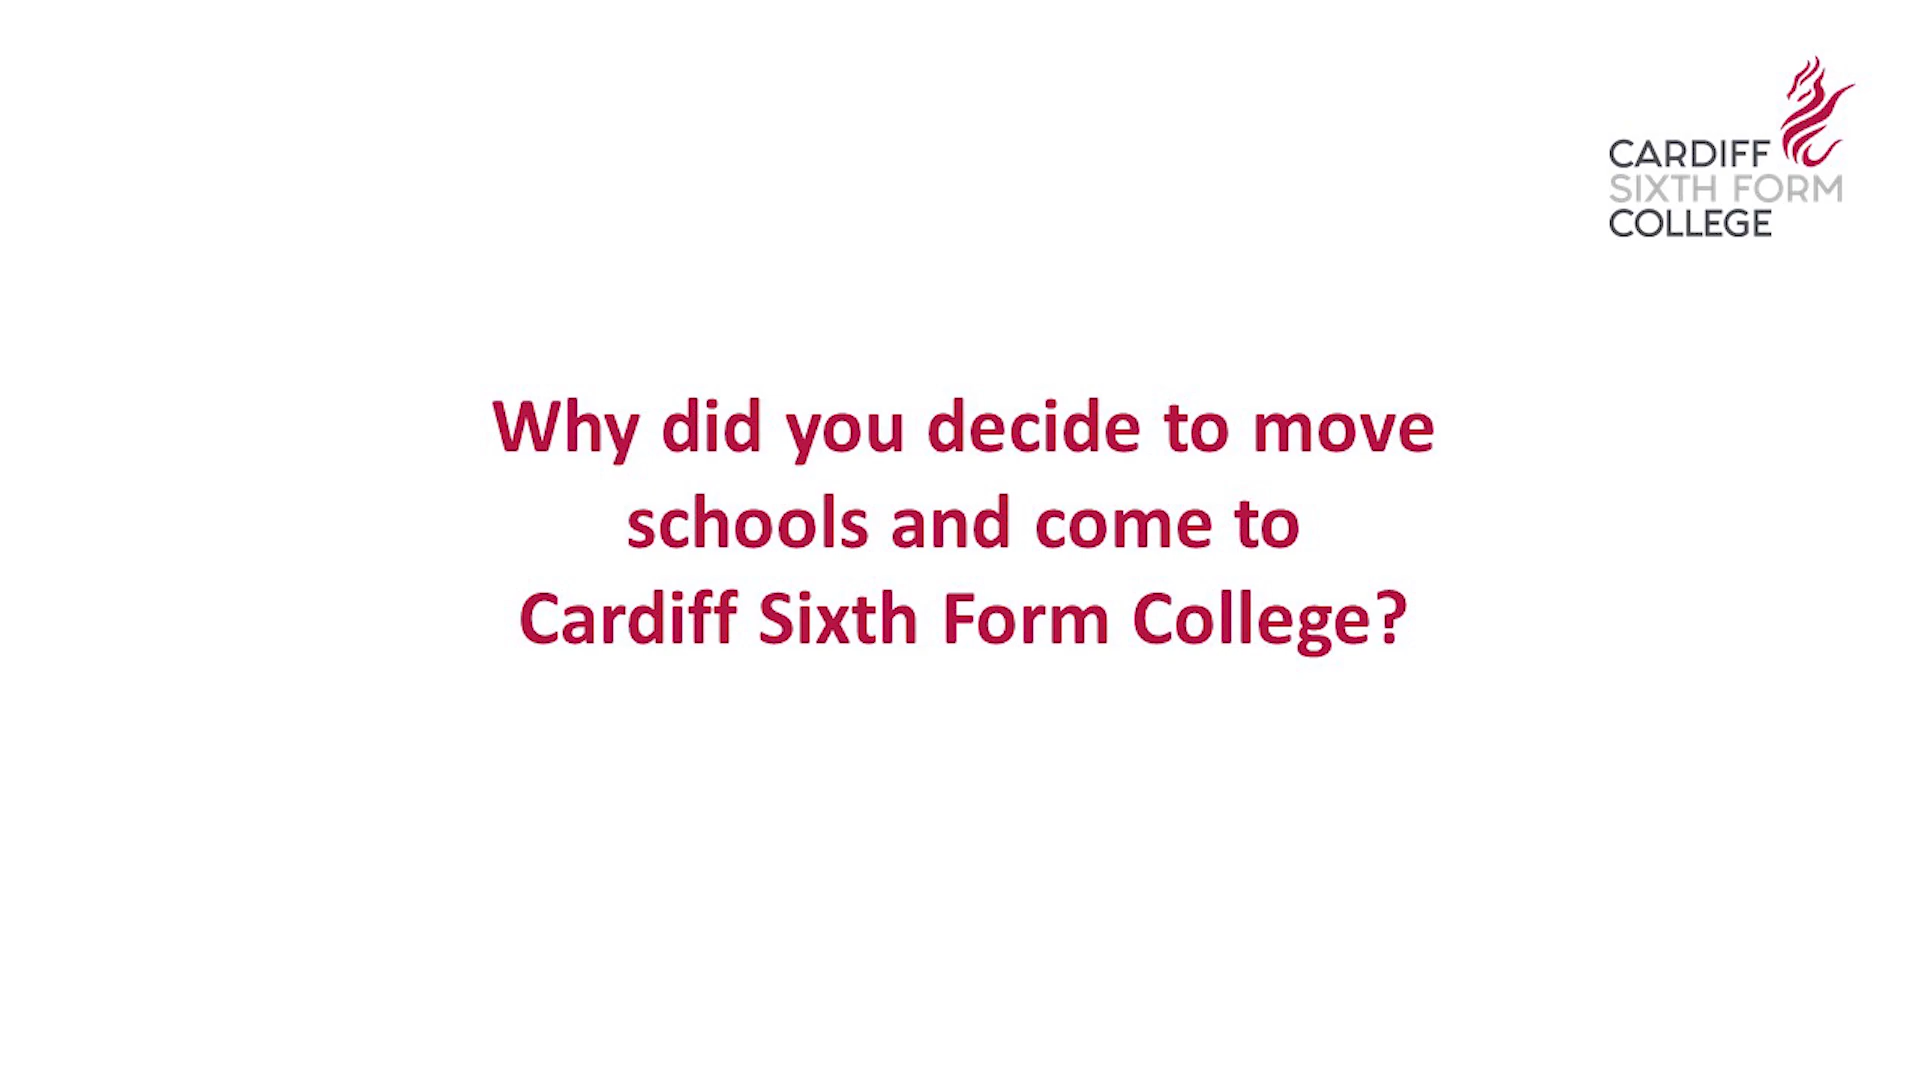 CARDIFF
SIXTH FORM
COLLEGE
Why did you decide to move
schools and come to
Cardiff Sixth Form College?